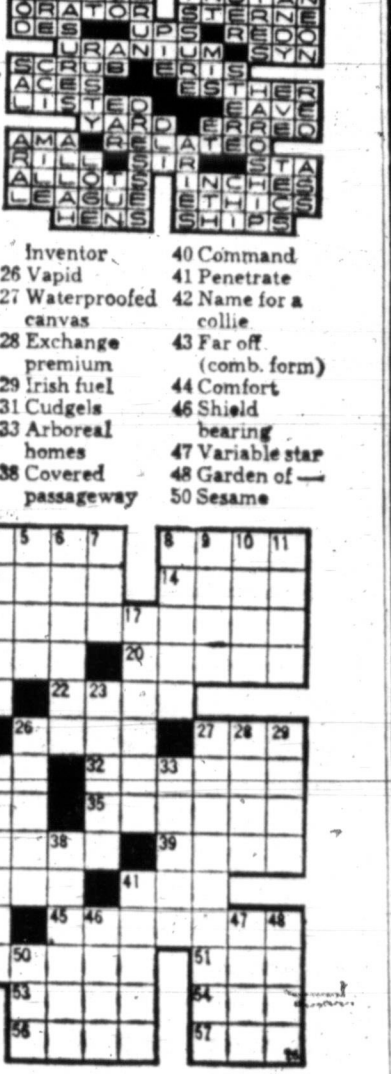 ORATOR STERNE
DES UPS REDO
URANIUM SYN
SCRUB ERIS
ACES ESTHER
LISTED EAVE
YARD ERRED
AMA RELATEO
RILL SIR STA
ALLOTS INCHES
LEAGUE ETHICS
HENS SHIPS
Inventor
26 Vapid
27 Waterproofed
canvas
28 Exchange
premium
29 Irish fuel
31 Cudgels
33 Arboreal
homes
38 Covered
passageway
40 Command
41 Penetrate
42 Name for a
collie
43 Far off
(comb. form)
44 Comfort
46 Shield
bearing
47 Variable star
48 Garden of —
50 Sesame
5 6 7 8 9 10 11
14
17
20
22 23
26 27 28 29
32 33
35
38 39
41
45 46 47 48
50 51
53 54
56 57